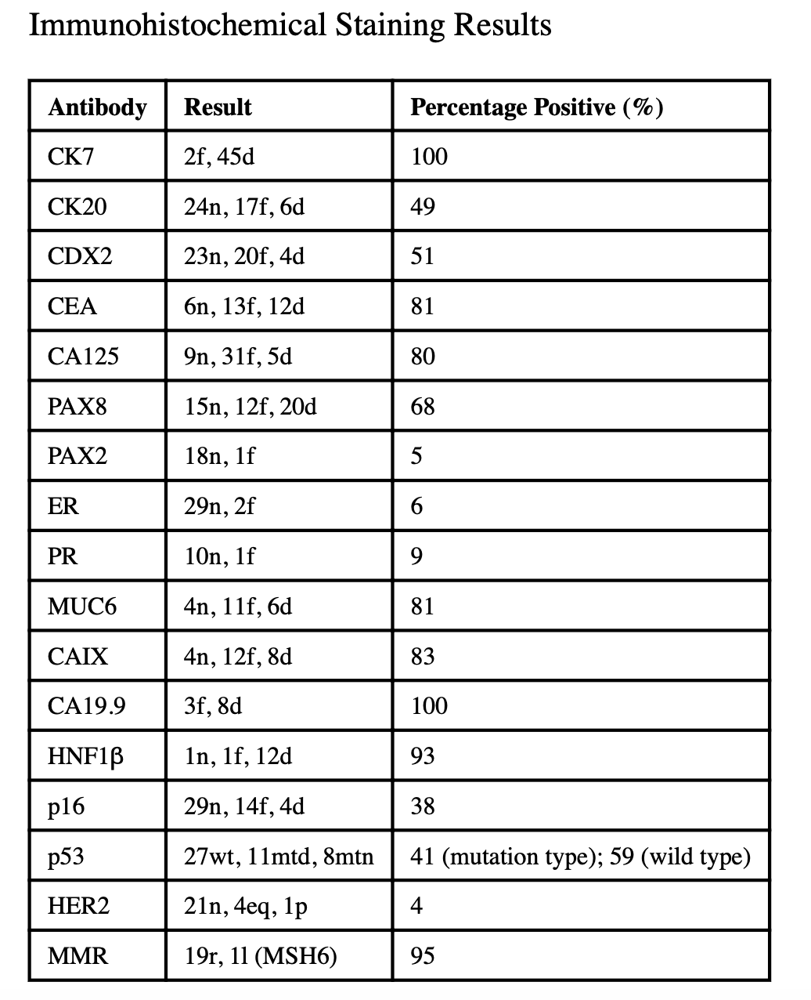 Immunohistochemical Staining Results
Antibody Result Percentage Positive (%)
CK7 2f, 45d 100
CK20 24n, 17f, 6d 49
CDX2 23n, 20f, 4d 51
CEA 6n, 13f, 12d 81
CA125 9n, 31f, 5d 80
PAX8 15n, 12f, 20d 68
PAX2 18n, 1f 5
ER 29n, 2f 6
PR 10n, 1f 9
MUC6 4n, 11f, 6d 81
CAIX 4n, 12f, 8d 83
CA19.9 3f, 8d 100
HNF1β 1n, 1f, 12d 93
p16 29n, 14f, 4d 38
p53 27wt, 11mtd, 8mtn 41 (mutation type); 59 (wild type)
HER2 21n, 4eq, 1p 4
MMR 19r, 1l (MSH6) 95